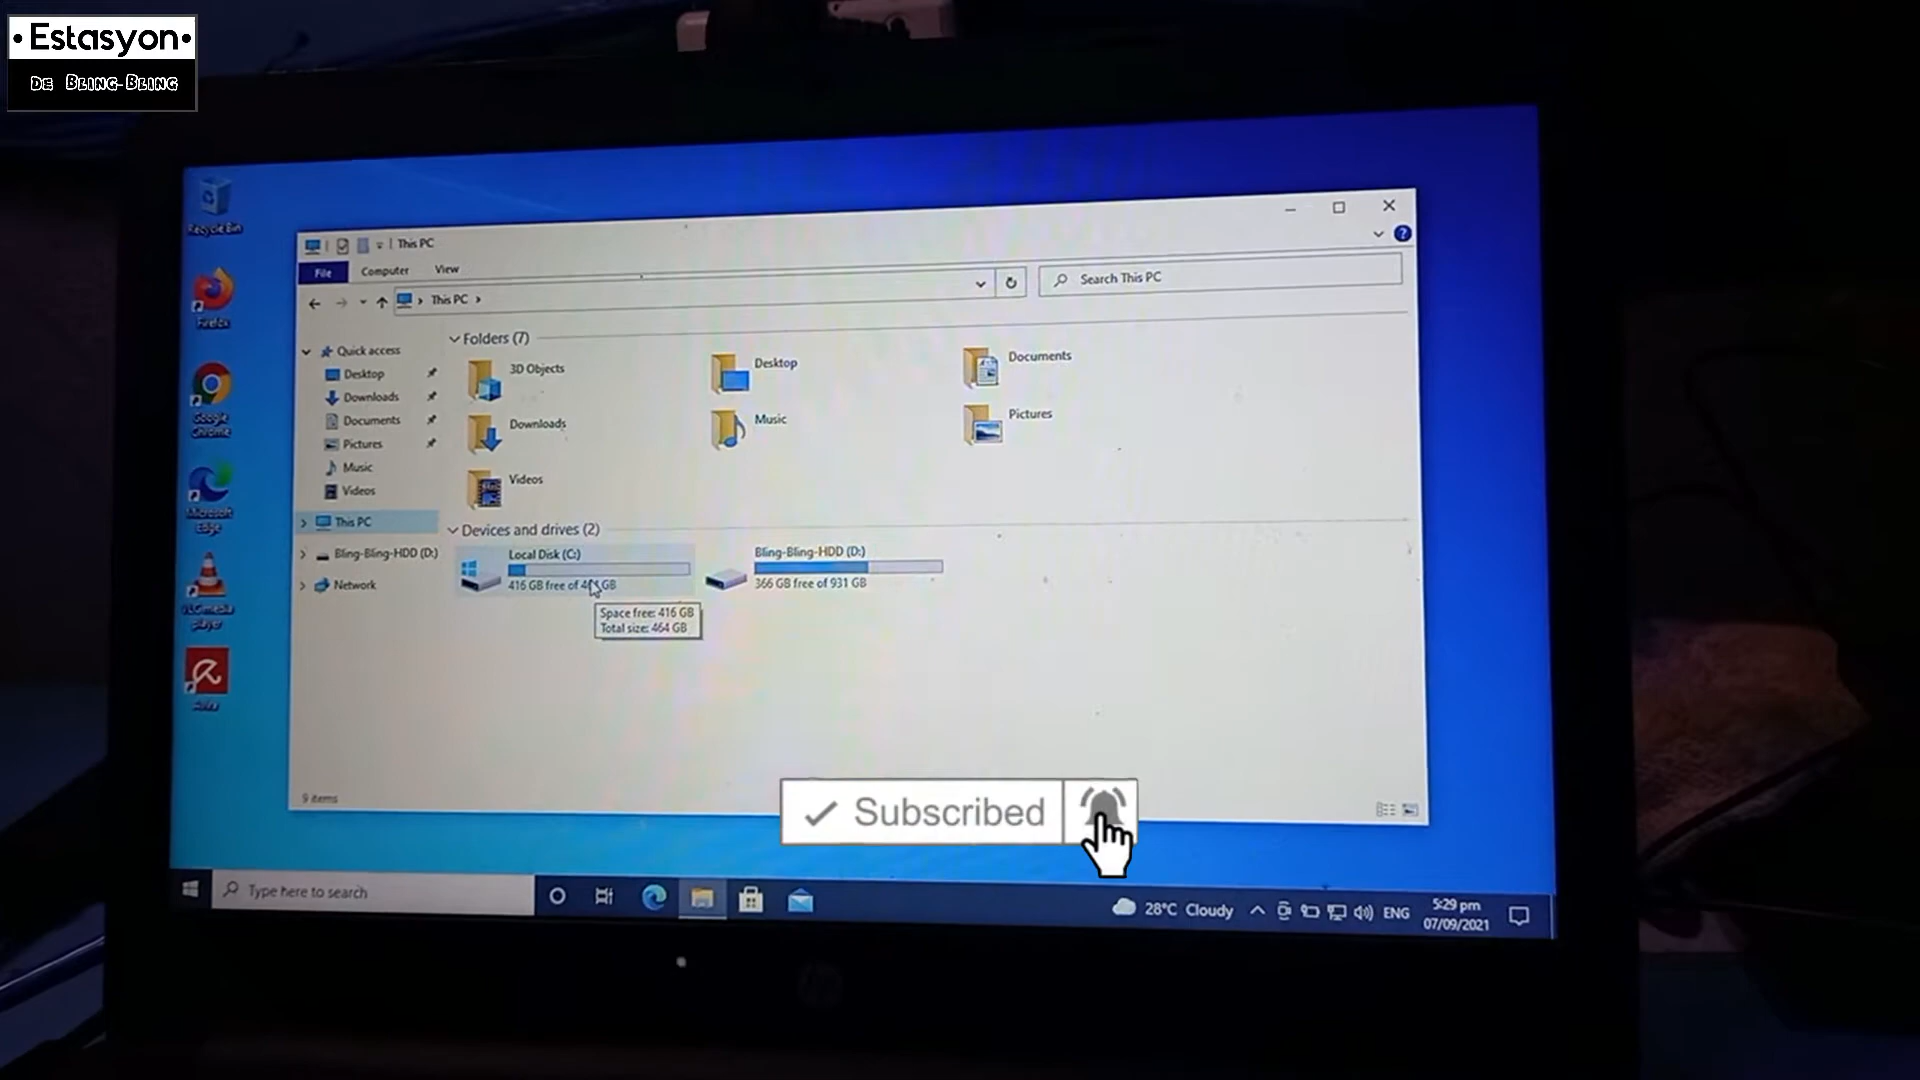 • Estasyon •
De Bling-Bling
Recycle Bin
Firefox
Google Chrome
Microsoft Edge
VLC media player
Avira
This PC
File
Computer
View
This PC
Search This PC
Quick access
Desktop
Downloads
Documents
Pictures
Music
Videos
This PC
Bling-Bling-HDD (D:)
Network
Folders (7)
3D Objects
Desktop
Documents
Downloads
Music
Pictures
Videos
Devices and drives (2)
Local Disk (C:)
416 GB free of 464 GB
Bling-Bling-HDD (D:)
366 GB free of 931 GB
Space free: 416 GB
Total size: 464 GB
9 items
Subscribed
Type here to search
28°C Cloudy
ENG
5:29 pm
07/09/2021
hp